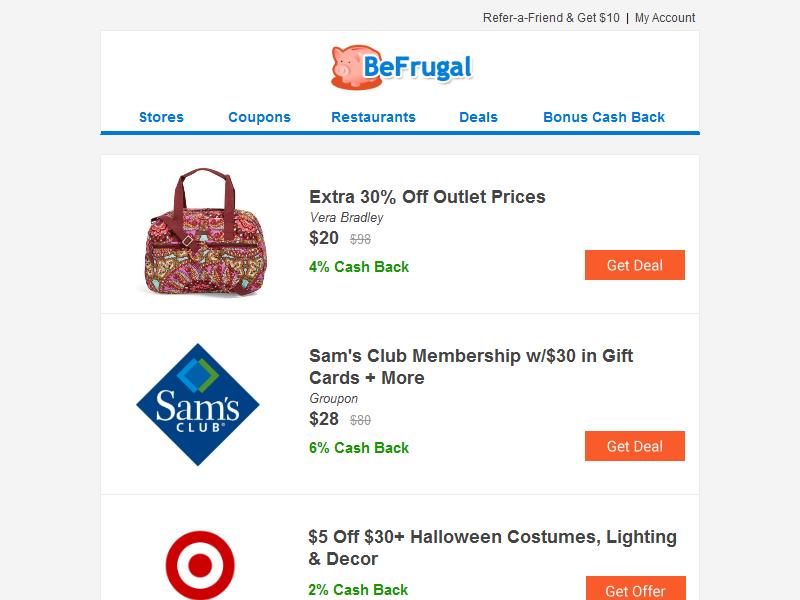 Refer-a-Friend & Get $10 | My Account
BeFrugal
Stores Coupons Restaurants Deals Bonus Cash Back
Extra 30% Off Outlet Prices
Vera Bradley
$20 $98
4% Cash Back
Get Deal
Sam's Club Membership w/$30 in Gift
Cards + More
Groupon
$28 $80
6% Cash Back
Get Deal
Sam's
CLUB®
$5 Off $30+ Halloween Costumes, Lighting
& Decor
2% Cash Back
Get Offer